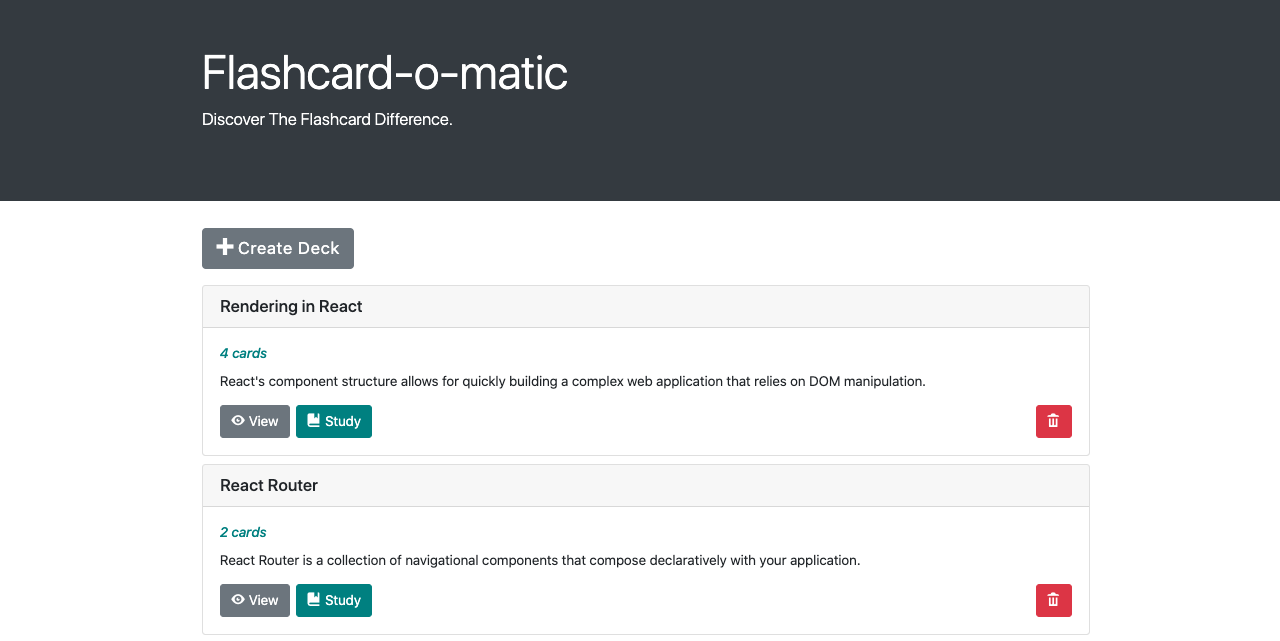 Flashcard-o-matic
Discover The Flashcard Difference.
Create Deck
Rendering in React
4 cards
React's component structure allows for quickly building a complex web application that relies on DOM manipulation.
View Study
React Router
2 cards
React Router is a collection of navigational components that compose declaratively with your application.
View Study